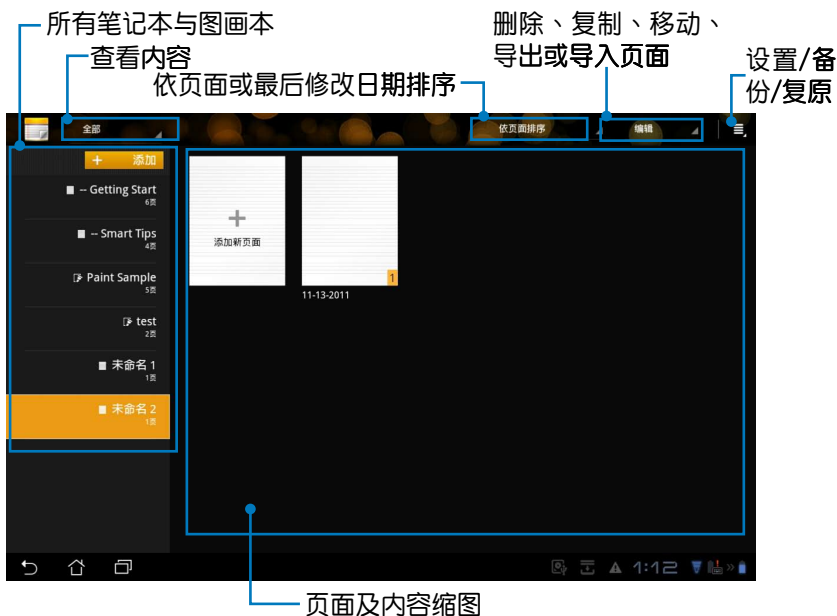 所有笔记本与图画本
查看内容
依页面或最后修改日期排序
删除、复制、移动、
导出或导入页面
设置/备
份/复原
全部
依页面排序
编辑
+ 添加
-- Getting Start
6页
-- Smart Tips
4页
Paint Sample
5页
test
2页
未命名 1
1页
未命名 2
1页
添加新页面
1
11-13-2011
1:12
页面及内容缩图